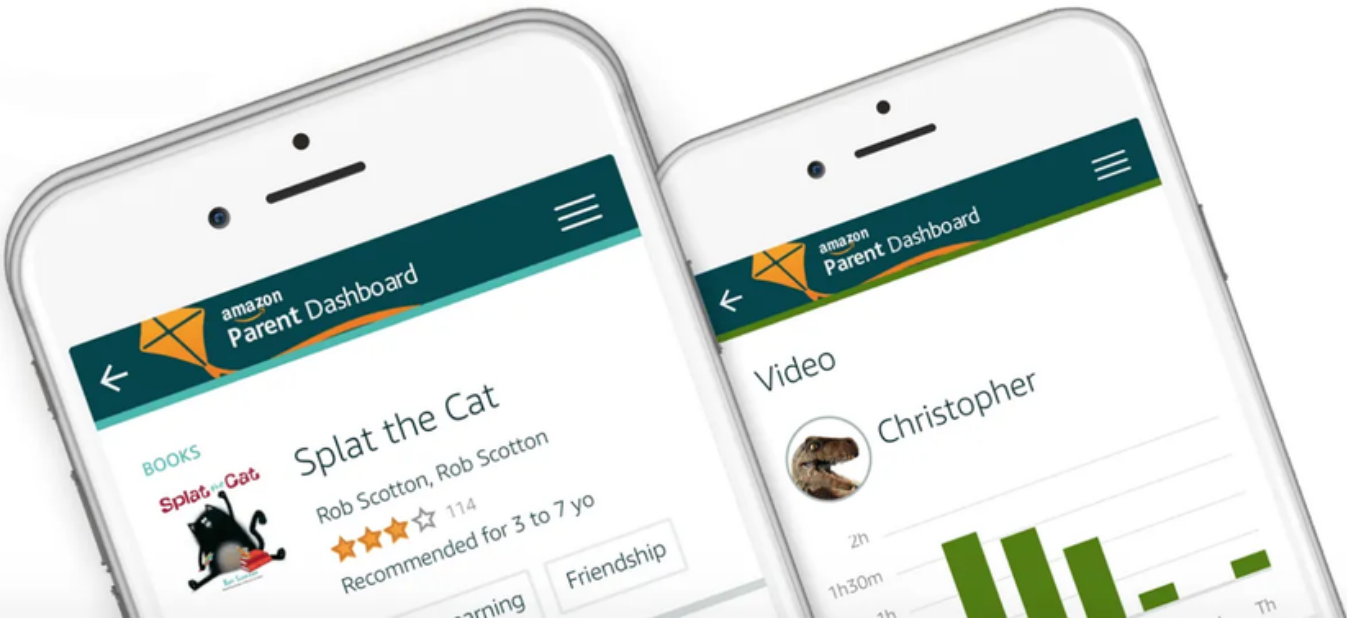 amazon
Parent Dashboard
BOOKS
Splat the Cat
Splat the Cat
Rob Scotton, Rob Scotton
114
Recommended for 3 to 7 yo
Friendship
amazon
Parent Dashboard
Video
Christopher
2h
1h30m
1h
Th